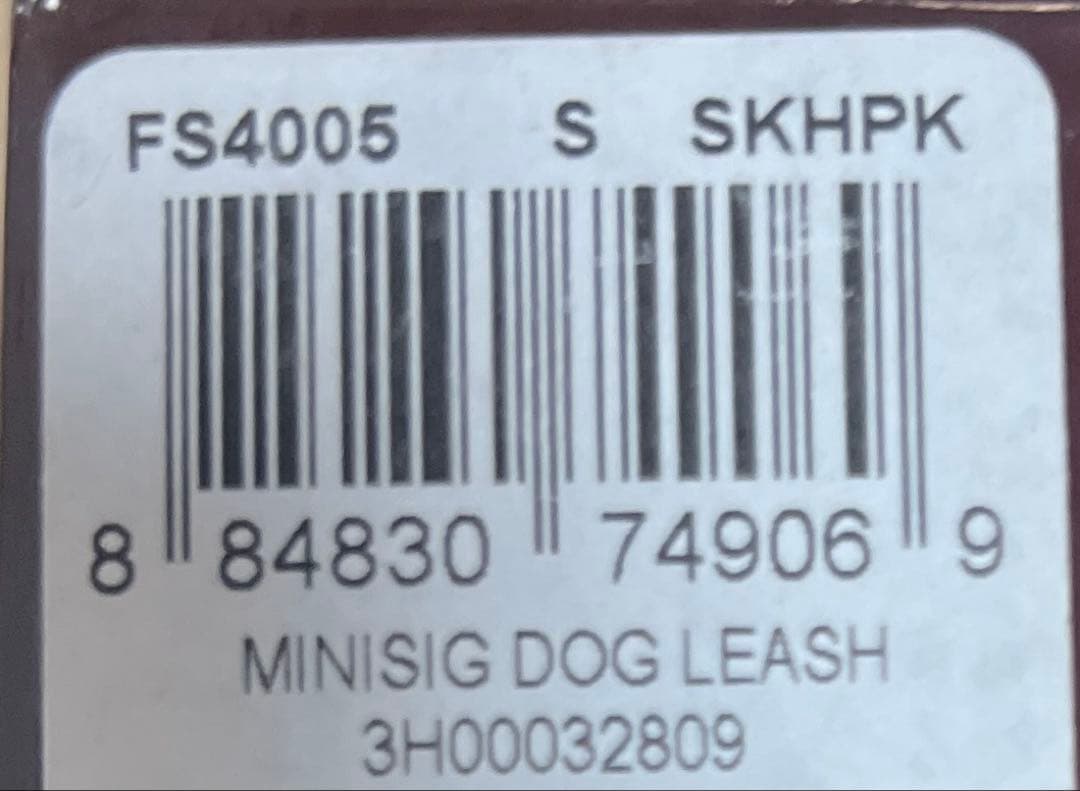 FS4005 S SKHPK
8 84830 74906 9
MINISIG DOG LEASH
3H00032809